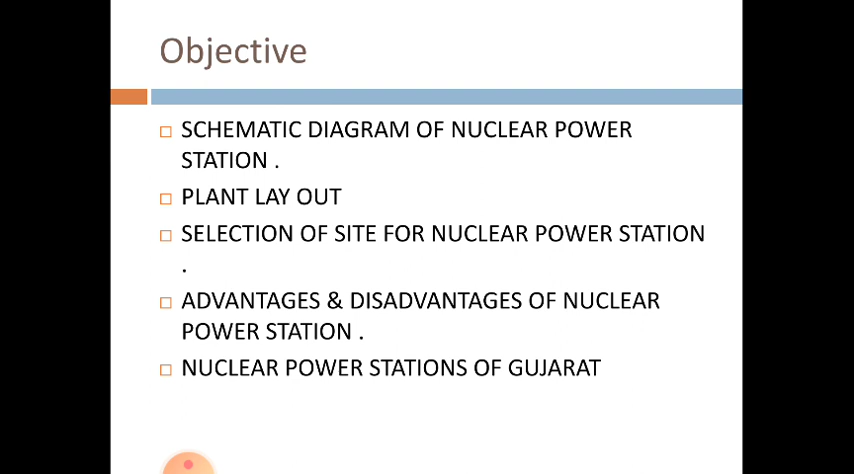 Objective
SCHEMATIC DIAGRAM OF NUCLEAR POWER
STATION .
PLANT LAY OUT
SELECTION OF SITE FOR NUCLEAR POWER STATION
.
ADVANTAGES & DISADVANTAGES OF NUCLEAR
POWER STATION .
NUCLEAR POWER STATIONS OF GUJARAT